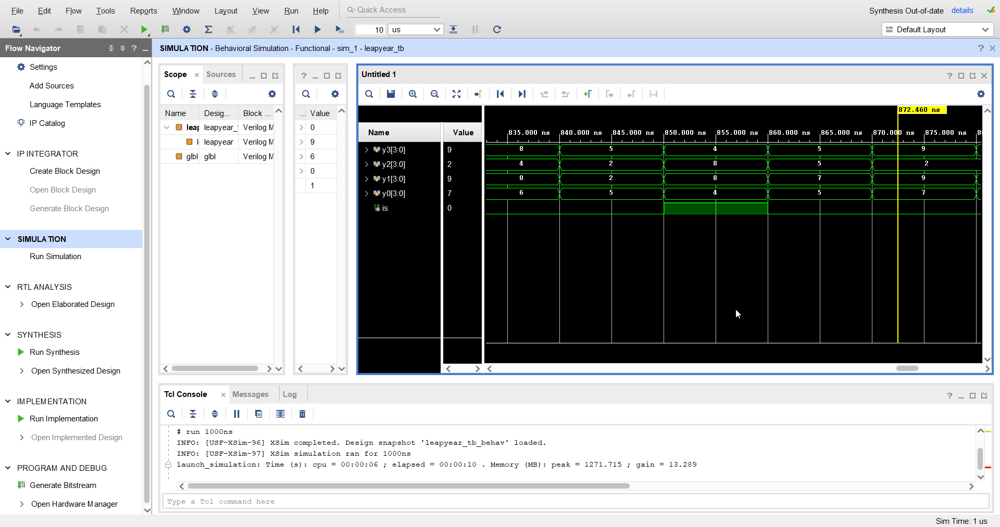 File Edit Flow Tools Reports Window Layout View Run Help Quick Access
Synthesis Out-of-date details
10 us
Default Layout
Flow Navigator
Settings
Add Sources
Language Templates
IP Catalog
IP INTEGRATOR
Create Block Design
Open Block Design
Generate Block Design
SIMULATION
Run Simulation
RTL ANALYSIS
Open Elaborated Design
SYNTHESIS
Run Synthesis
Open Synthesized Design
IMPLEMENTATION
Run Implementation
Open Implemented Design
PROGRAM AND DEBUG
Generate Bitstream
Open Hardware Manager
SIMULATION - Behavioral Simulation - Functional - sim_1 - leapyear_tb
Scope Sources
Name Desig... Block ...
leap leapyear_ Verilog M
l leapyear Verilog M
glbl glbl Verilog M
... Value
0
9
6
0
1
Untitled 1
872.460 ns
Name Value
835.000 ns 840.000 ns 845.000 ns 850.000 ns 855.000 ns 860.000 ns 865.000 ns 870.000 ns 875.000 ns 8
y3[3:0] 9 8 5 4 5 9
y2[3:0] 2 4 2 8 5 2
y1[3:0] 9 0 2 8 7 9
y0[3:0] 7 6 5 4 5 7
is 0
Tcl Console Messages Log
# run 1000ns
INFO: [USF-XSim-96] XSim completed. Design snapshot 'leapyear_tb_behav' loaded.
INFO: [USF-XSim-97] XSim simulation ran for 1000ns
launch_simulation: Time (s): cpu = 00:00:06 ; elapsed = 00:00:10 . Memory (MB): peak = 1271.715 ; gain = 13.289
Type a Tcl command here
Sim Time: 1 us